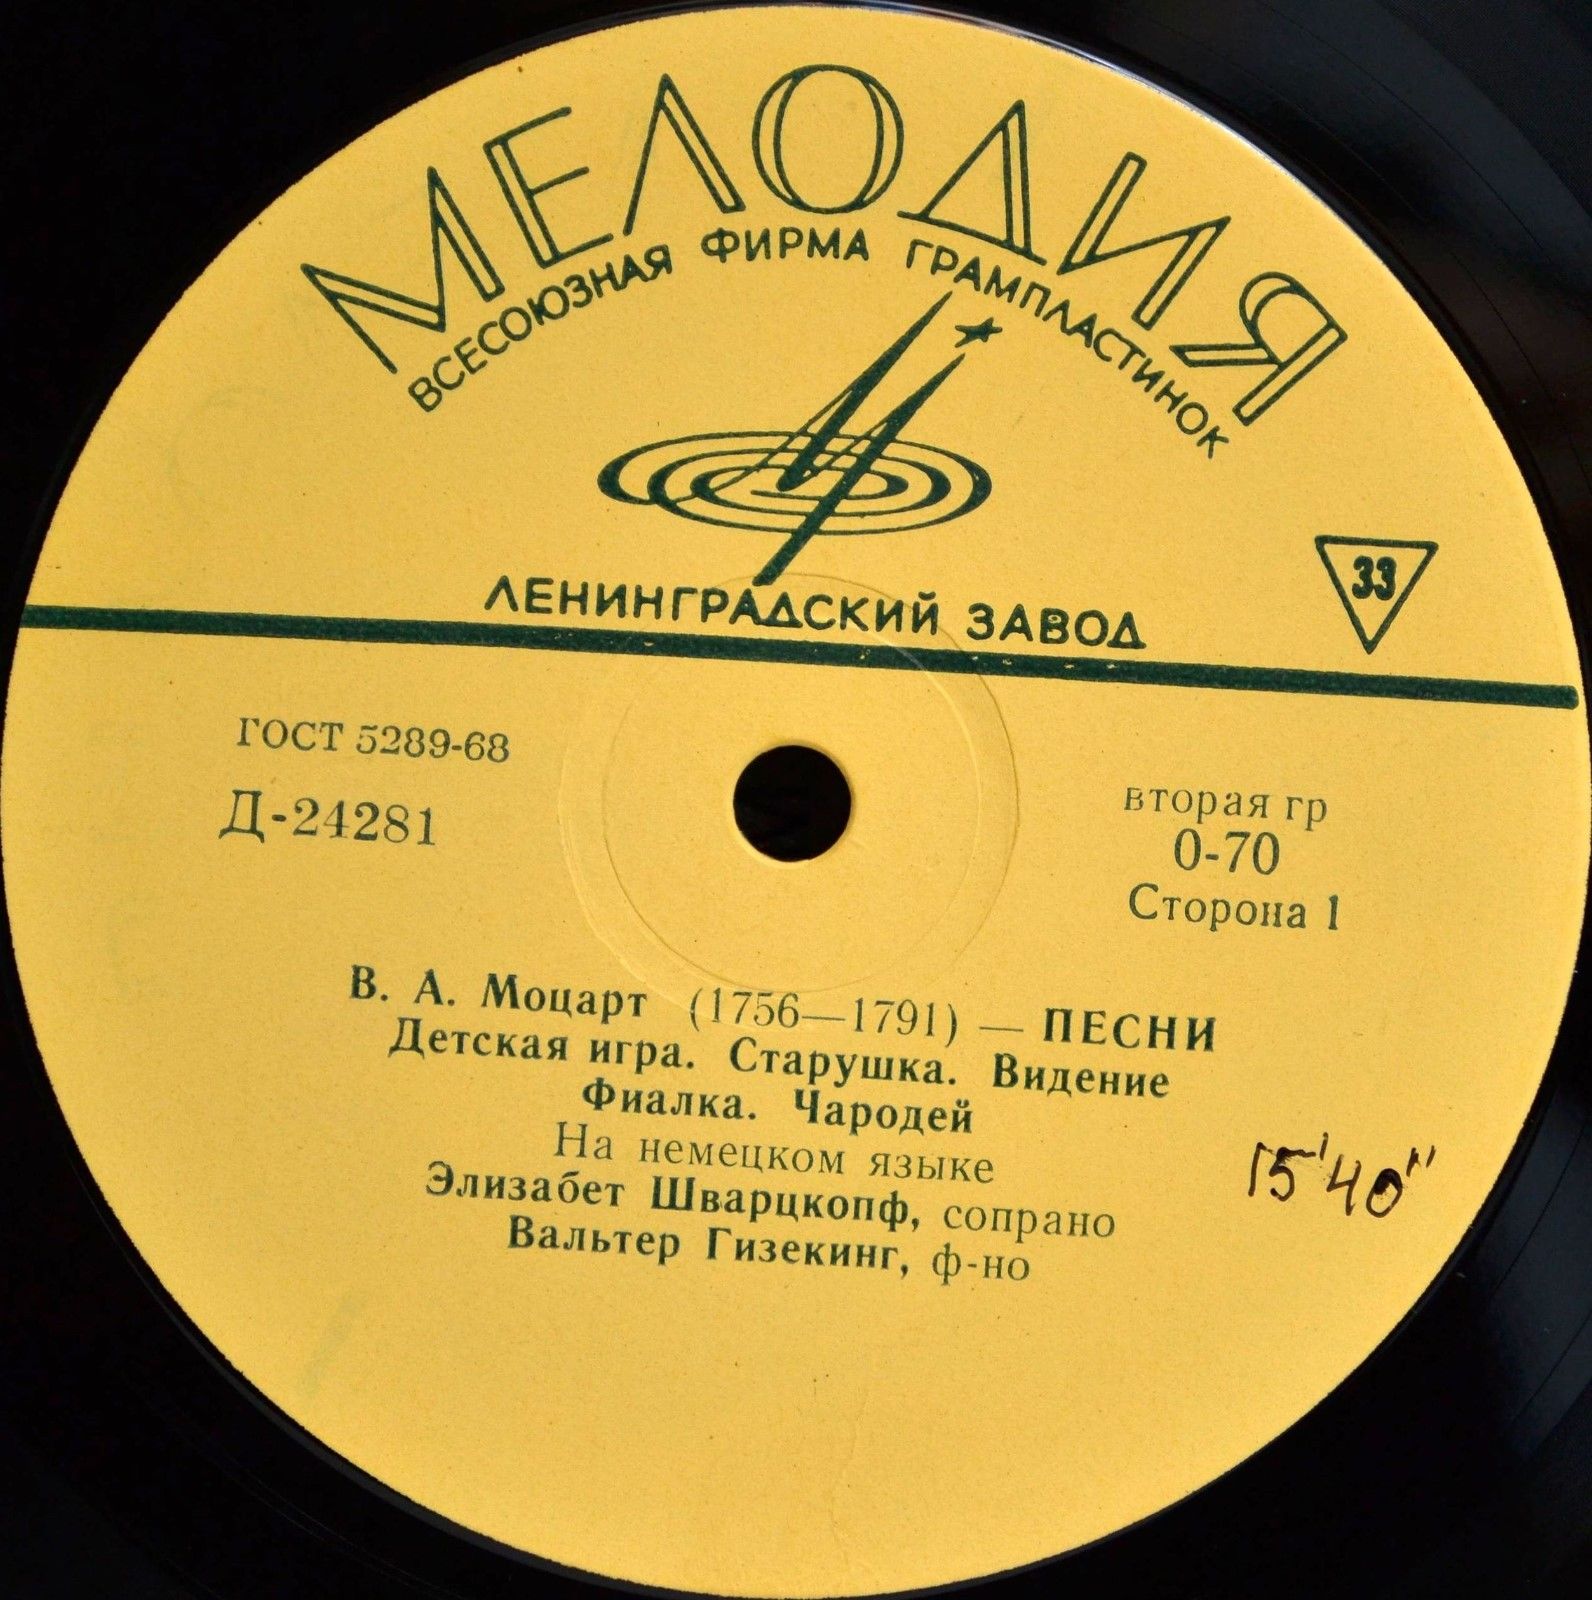 МЕЛОДИЯ
ВСЕСОЮЗНАЯ ФИРМА ГРАМПЛАСТИНОК
33
ЛЕНИНГРАДСКИЙ ЗАВОД
ГОСТ 5289-68
Д-24281
вторая гр
0-70
Сторона 1
В. А. Моцарт (1756—1791) — ПЕСНИ
Детская игра. Старушка. Видение
Фиалка. Чародей
На немецком языке
Элизабет Шварцкопф, сопрано
Вальтер Гизекинг, ф-но
15'40"